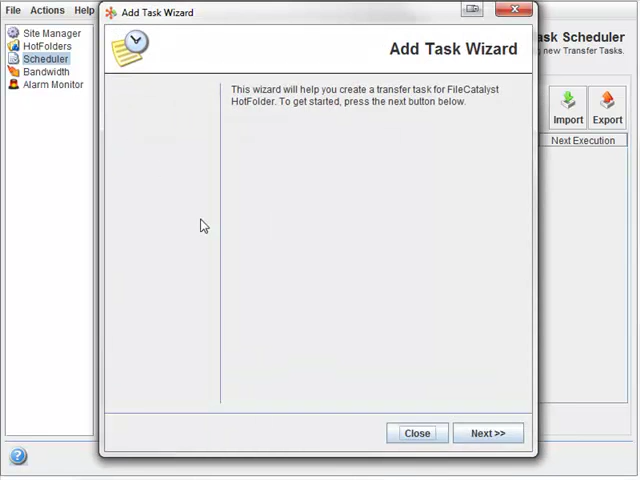 Add Task Wizard
File Actions Help
Add Task Wizard
Task Scheduler
ng new Transfer Tasks.
Site Manager
HotFolders
Scheduler
Bandwidth
Alarm Monitor
This wizard will help you create a transfer task for FileCatalyst
HotFolder. To get started, press the next button below.
Import Export
Next Execution
Close Next >>